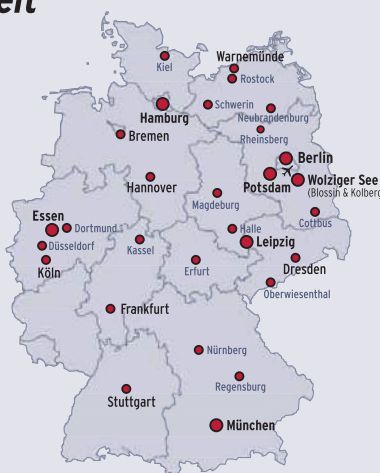 eit
Warnemünde
Kiel
Rostock
Schwerin
Hamburg
Neubrandenburg
Bremen
Rheinsberg
Berlin
Hannover
Potsdam
Wolziger See
(Blossin & Kolberg
Magdeburg
Essen
Dortmund
Cottbus
Düsseldorf
Kassel
Halle
Leipzig
Köln
Erfurt
Dresden
Oberwiesenthal
Frankfurt
Nürnberg
Regensburg
Stuttgart
München